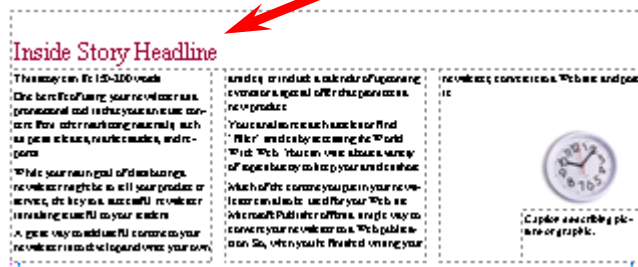 Inside Story Headline
This story can fit 150-200 words
One benefit of using your newsletter as a
promotional tool is that you can reuse con-
tent from other marketing materials, such
as press releases, market studies, and re-
ports
While your main goal of distributing a
newsletter might be to sell your product or
service, the key to a successful newsletter
is making it useful to your readers
A great way to add useful content to your
newsletter is to develop and write your own
articles, or include a calendar of upcoming
events or a special offer that promotes a
new product
You can also research articles or find
"filler" articles by accessing the World
Wide Web. You can write about a variety
of topics but try to keep your articles short
Much of the content you put in your news-
letter can also be used for your Web site
Microsoft Publisher offers a simple way to
convert your newsletter to a Web publica-
tion So, when you're finished writing your
newsletter, convert it to a Web site and post
it
Caption describing pic-
ture or graphic.